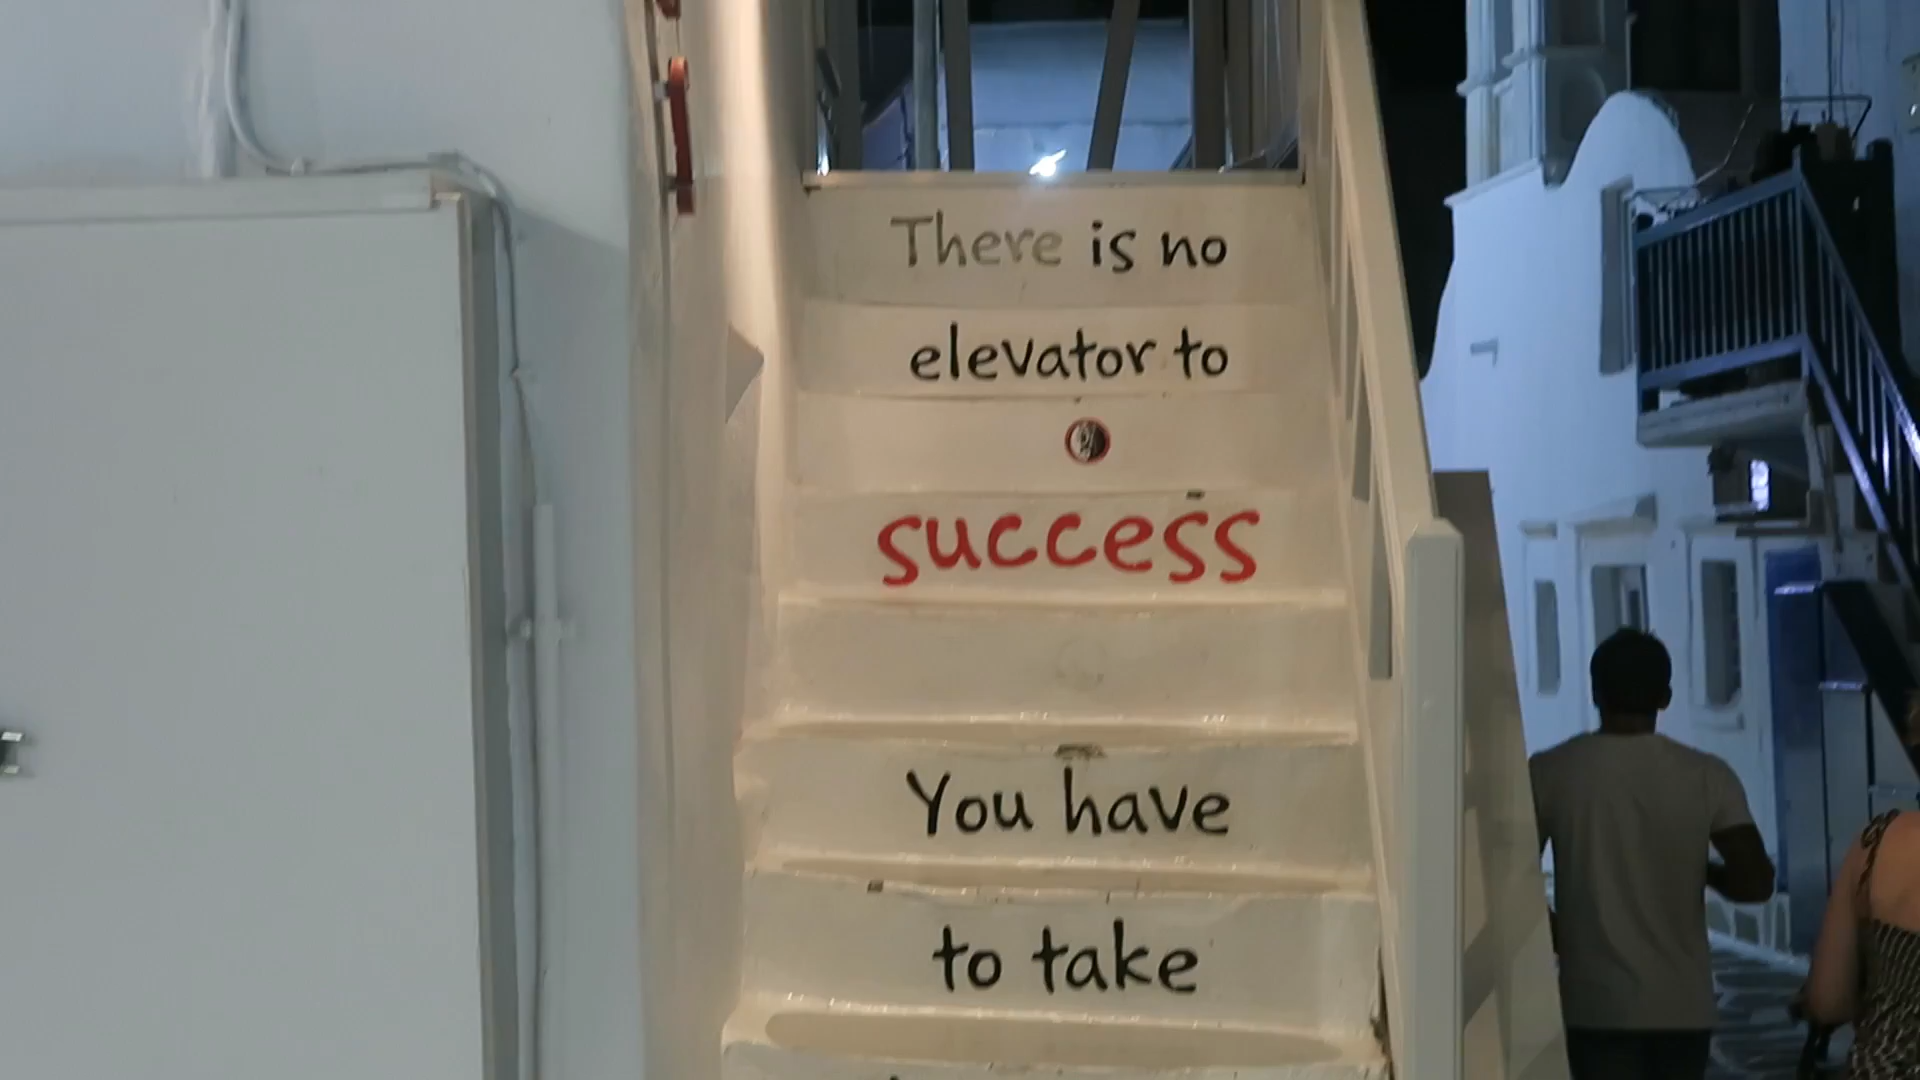 There is no
elevator to
success
You have
to take